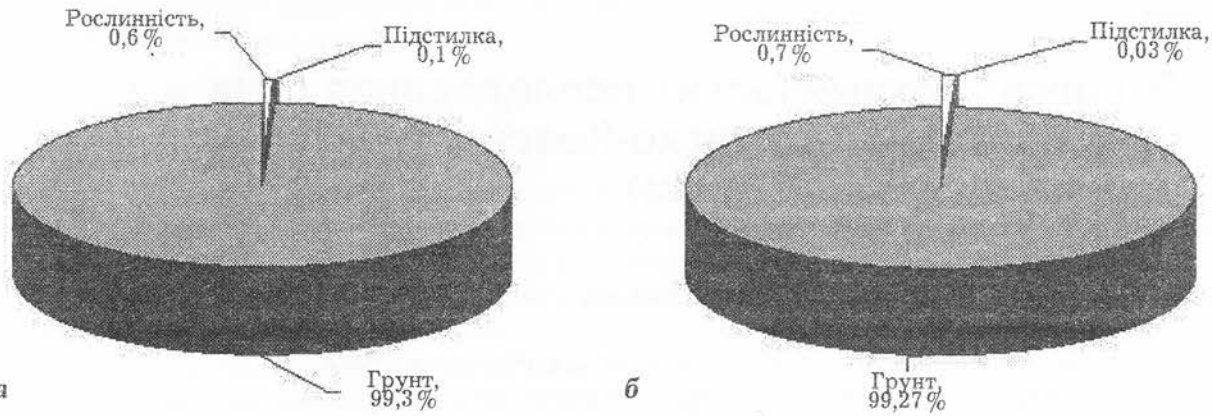 Рослинність,
0,6 %
Підстилка,
0,1 %
Грунт,
99,3 %
а
Рослинність,
0,7 %
Підстилка,
0,03 %
Грунт,
99,27 %
б